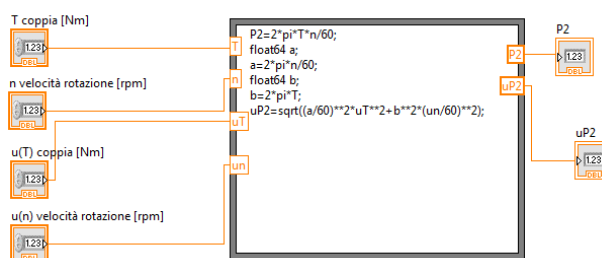 T coppia [Nm]
1.23
DBL
n velocità rotazione [rpm]
1.23
DBL
u(T) coppia [Nm]
1.23
DBL
u(n) velocità rotazione [rpm]
1.23
DBL
T
n
uT
un
P2=2*pi*T*n/60;
float64 a;
a=2*pi*n/60;
float64 b;
b=2*pi*T;
uP2=sqrt((a/60)**2*uT**2+b**2*(un/60)**2);
P2
uP2
P2
1.23
DBL
uP2
1.23
DBL